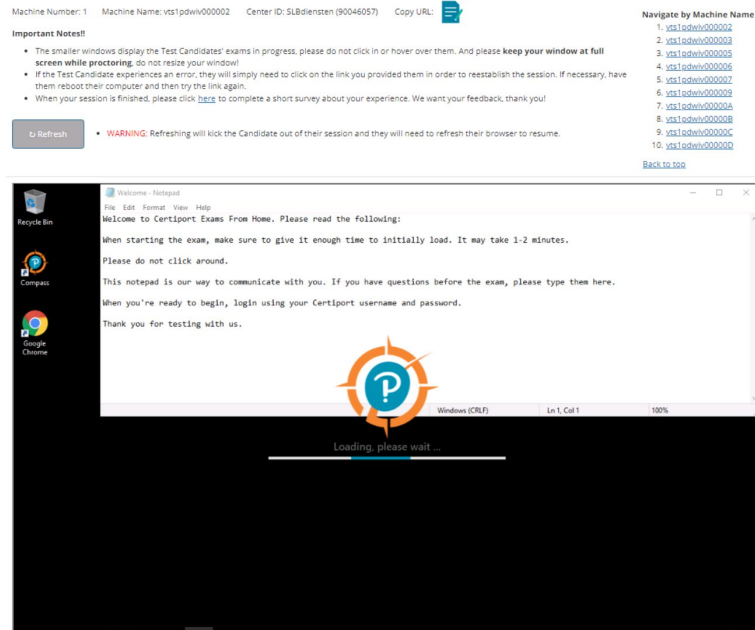 Machine Number: 1 Machine Name: vts1pdwiv000002 Center ID: SLBdiensten (90046057) Copy URL:
Important Notes!!
• The smaller windows display the Test Candidates' exams in progress, please do not click in or hover over them. And please keep your window at full
screen while proctoring, do not resize your window!
• If the Test Candidate experiences an error, they will simply need to click on the link you provided them in order to reestablish the session. If necessary, have
them reboot their computer and then try the link again.
• When your session is finished, please click here to complete a short survey about your experience. We want your feedback, thank you!
↻ Refresh
• WARNING: Refreshing will kick the Candidate out of their session and they will need to refresh their browser to resume.
Navigate by Machine Name
1. vts1pdwiv000002
2. vts1pdwiv000003
3. vts1pdwiv000005
4. vts1pdwiv000006
5. vts1pdwiv000007
6. vts1pdwiv000009
7. vts1pdwiv00000A
8. vts1pdwiv00000B
9. vts1pdwiv00000C
10. vts1pdwiv00000D
Back to top
Recycle Bin
Compass
Google
Chrome
Welcome - Notepad
File Edit Format View Help
Welcome to Certiport Exams From Home. Please read the following:
When starting the exam, make sure to give it enough time to initially load. It may take 1-2 minutes.
Please do not click around.
This notepad is our way to communicate with you. If you have questions before the exam, please type them here.
When you're ready to begin, login using your Certiport username and password.
Thank you for testing with us.
Windows (CRLF) Ln 1, Col 1 100%
Loading, please wait ...